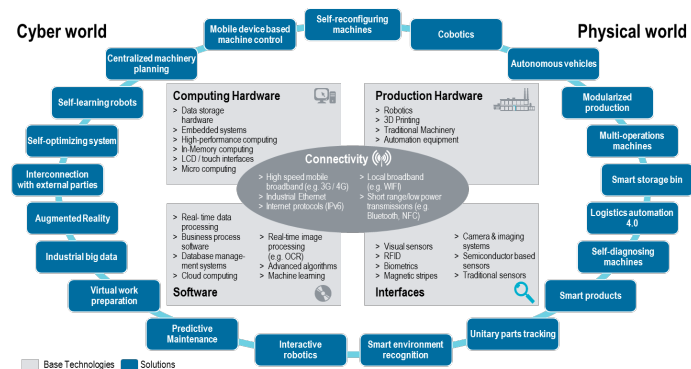 Cyber world
Physical world
Self-reconfiguring
machines
Mobile device based
machine control
Cobotics
Centralized machinery
planning
Autonomous vehicles
Self-learning robots
Modularized
production
Self-optimizing system
Multi-operations
machines
Interconnection
with external parties
Smart storage bin
Augmented Reality
Logistics automation
4.0
Industrial big data
Self-diagnosing
machines
Virtual work
preparation
Smart products
Predictive
Maintenance
Unitary parts tracking
Interactive
robotics
Smart environment
recognition
Computing Hardware
> Data storage
hardware
> Embedded systems
> High-performance computing
> In-Memory computing
> LCD / touch interfaces
> Micro computing
Production Hardware
> Robotics
> 3D Printing
> Traditional Machinery
> Automation equipment
Connectivity
> High speed mobile
broadband (e.g. 3G / 4G)
> Industrial Ethernet
> Internet protocols (IPv6)
> Local broadband
(e.g. WIFI)
> Short range/low power
transmissions (e.g.
Bluetooth, NFC)
> Real- time data
processing
> Business process
software
> Database manage-
ment systems
> Cloud computing
> Real-time image
processing
(e.g. OCR)
> Advanced algorithms
> Machine learning
Software
> Visual sensors
> RFID
> Biometrics
> Magnetic stripes
> Camera & imaging
systems
> Semiconductor based
sensors
> Traditional sensors
Interfaces
Base Technologies
Solutions